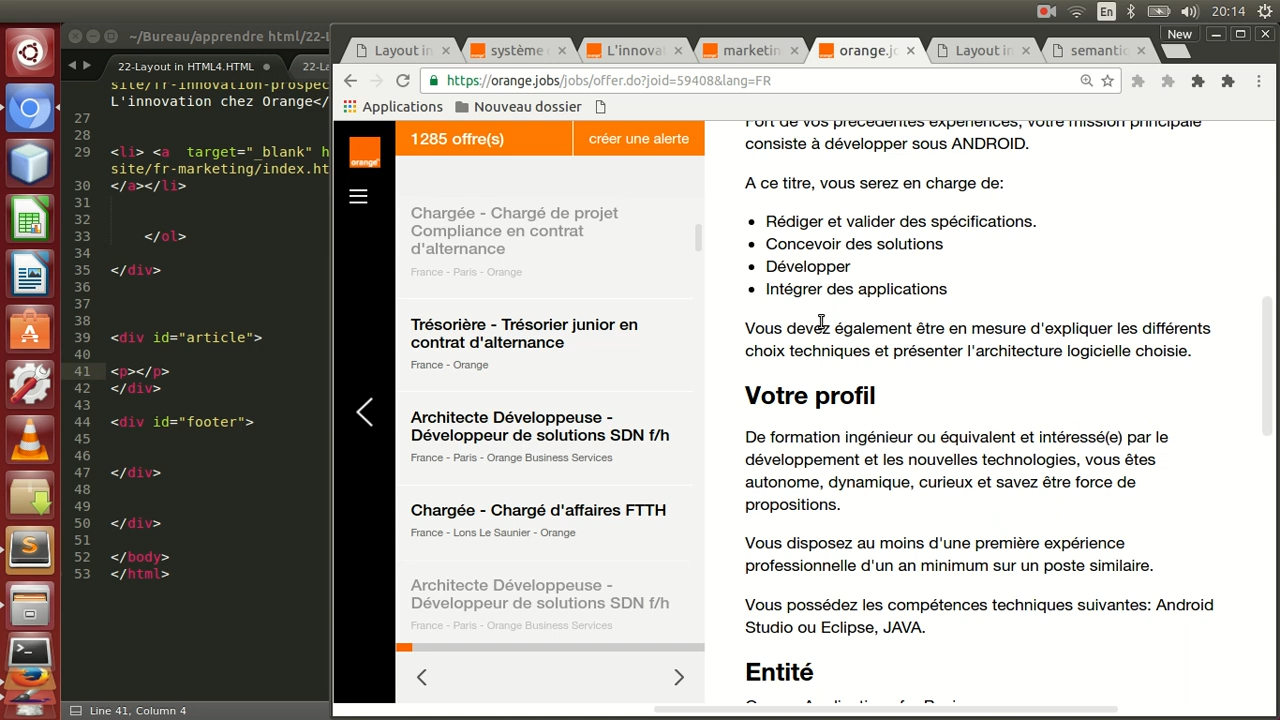 ~/Bureau/apprendre html/22-L
En
20:14
22-Layout in HTML4.HTML
22-La
site/fr-innovation-prospec
L'innovation chez Orange</
27
28
29 <li> <a target="_blank" h
site/fr-marketing/index.ht
30 </a></li>
31
32
33 </ol>
34
35 </div>
36
37
38
39 <div id="article">
40
41 <p></p>
42 </div>
43
44 <div id="footer">
45
46
47 </div>
48
49
50 </div>
51
52 </body>
53 </html>
Line 41, Column 4
New
Layout in
système
L'innova
marketin
orange.jo
Layout in
semantic
https://orange.jobs/jobs/offer.do?joid=59408&lang=FR
Applications
Nouveau dossier
orange
1285 offre(s)
créer une alerte
Chargée - Chargé de projet
Compliance en contrat
d'alternance
France - Paris - Orange
Trésorière - Trésorier junior en
contrat d'alternance
France - Orange
Architecte Développeuse -
Développeur de solutions SDN f/h
France - Paris - Orange Business Services
Chargée - Chargé d'affaires FTTH
France - Lons Le Saunier - Orange
Architecte Développeuse -
Développeur de solutions SDN f/h
France - Paris - Orange Business Services
Fort de vos précédentes expériences, votre mission principale
consiste à développer sous ANDROID.
A ce titre, vous serez en charge de:
Rédiger et valider des spécifications.
Concevoir des solutions
Développer
Intégrer des applications
Vous devez également être en mesure d'expliquer les différents
choix techniques et présenter l'architecture logicielle choisie.
Votre profil
De formation ingénieur ou équivalent et intéressé(e) par le
développement et les nouvelles technologies, vous êtes
autonome, dynamique, curieux et savez être force de
propositions.
Vous disposez au moins d'une première expérience
professionnelle d'un an minimum sur un poste similaire.
Vous possédez les compétences techniques suivantes: Android
Studio ou Eclipse, JAVA.
Entité